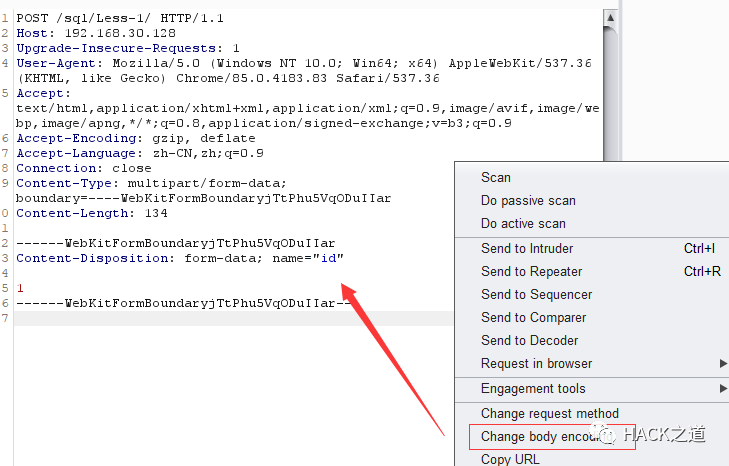 1 POST /sql/Less-1/ HTTP/1.1
2 Host: 192.168.30.128
3 Upgrade-Insecure-Requests: 1
4 User-Agent: Mozilla/5.0 (Windows NT 10.0; Win64; x64) AppleWebKit/537.36
(KHTML, like Gecko) Chrome/85.0.4183.83 Safari/537.36
5 Accept:
text/html,application/xhtml+xml,application/xml;q=0.9,image/avif,image/we
bp,image/apng,*/*;q=0.8,application/signed-exchange;v=b3;q=0.9
6 Accept-Encoding: gzip, deflate
7 Accept-Language: zh-CN,zh;q=0.9
8 Connection: close
9 Content-Type: multipart/form-data;
boundary=----WebKitFormBoundaryjTtPhu5VqODuIIar
0 Content-Length: 134
1
2 ------WebKitFormBoundaryjTtPhu5VqODuIIar
3 Content-Disposition: form-data; name="id"
4
5 1
6 ------WebKitFormBoundaryjTtPhu5VqODuIIar--
7
Scan
Do passive scan
Do active scan
Send to Intruder Ctrl+I
Send to Repeater Ctrl+R
Send to Sequencer
Send to Comparer
Send to Decoder
Request in browser
Engagement tools
Change request method
Change body encoding
HACK之道
Copy URL